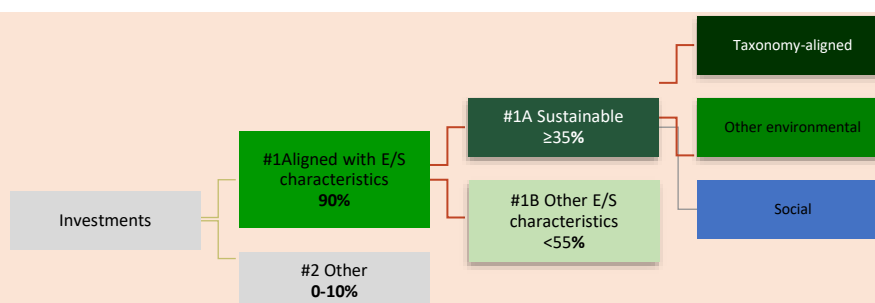 Investments
#1Aligned with E/S
characteristics
90%
#2 Other
0-10%
#1A Sustainable
≥35%
#1B Other E/S
characteristics
<55%
Taxonomy-aligned
Other environmental
Social